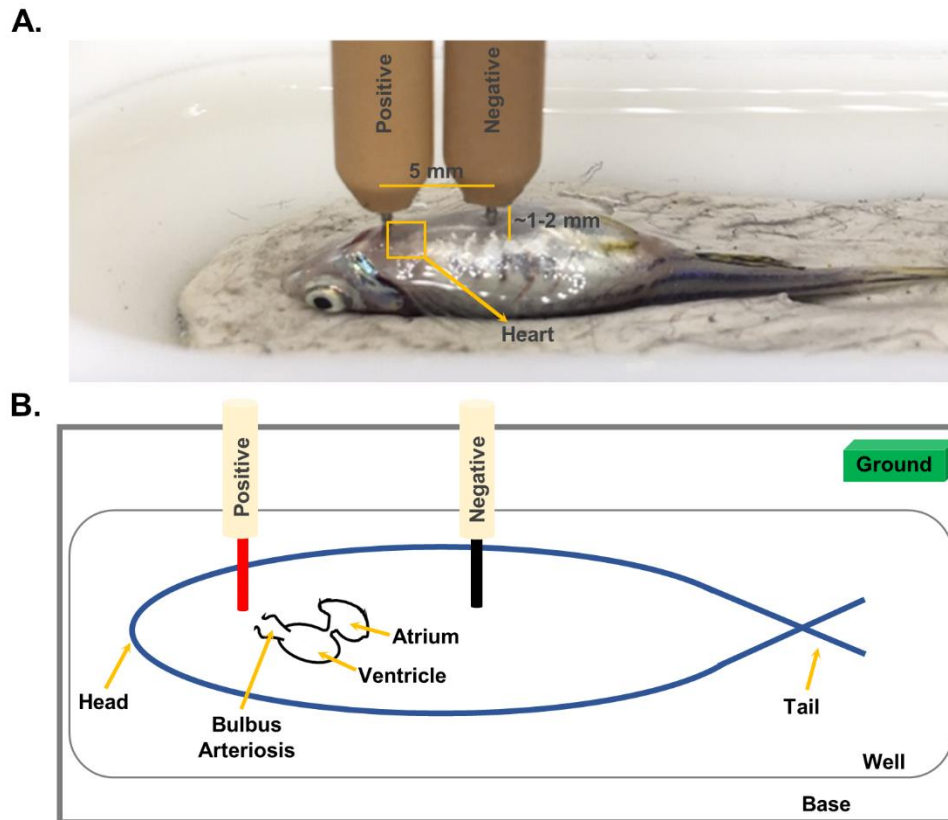 A.
Positive
Negative
5 mm
~1-2 mm
Heart
B.
Positive
Negative
Ground
Atrium
Ventricle
Head
Bulbus
Arteriosis
Tail
Well
Base